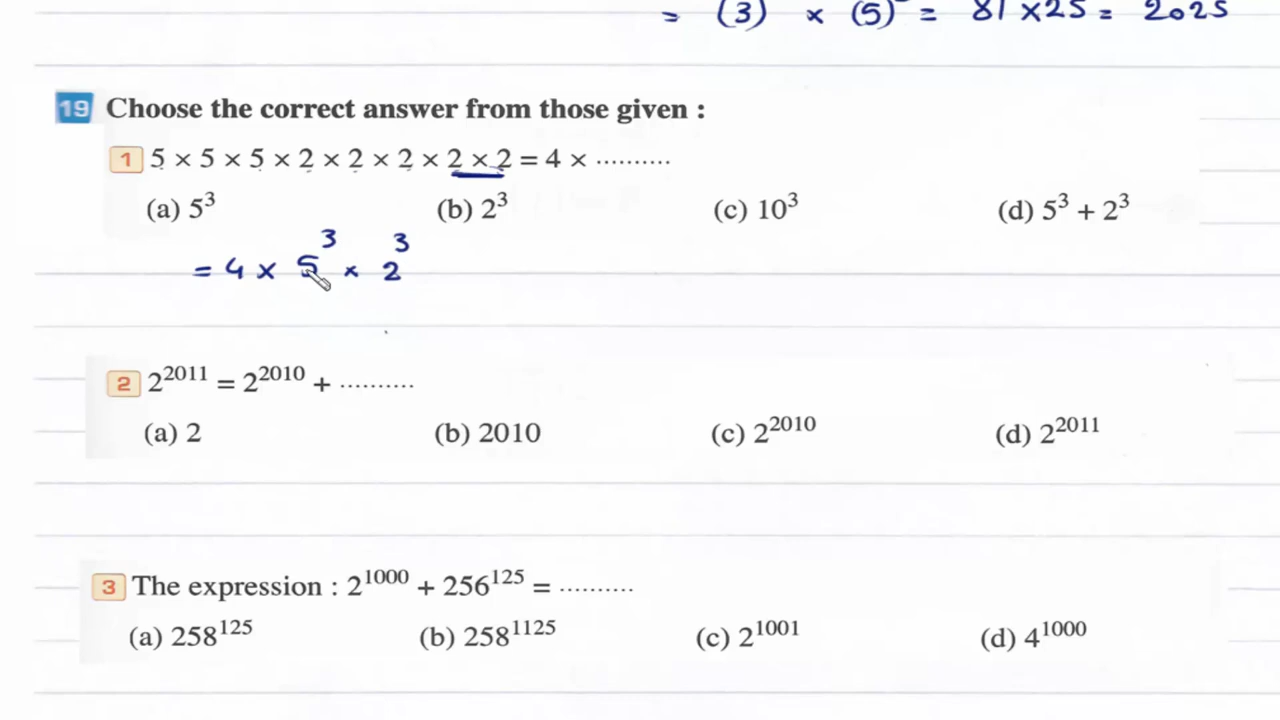 = (3) × (5) = 81 × 25 = 2025
19 Choose the correct answer from those given :
1 5 × 5 × 5 × 2 × 2 × 2 × 2 × 2 = 4 × ..........
(a) 5³ (b) 2³ (c) 10³ (d) 5³ + 2³
= 4 × 5³ × 2³
2 2²⁰¹¹ = 2²⁰¹⁰ + ..........
(a) 2 (b) 2010 (c) 2²⁰¹⁰ (d) 2²⁰¹¹
3 The expression : 2¹⁰⁰⁰ + 256¹²⁵ = ..........
(a) 258¹²⁵ (b) 258¹¹²⁵ (c) 2¹⁰⁰¹ (d) 4¹⁰⁰⁰